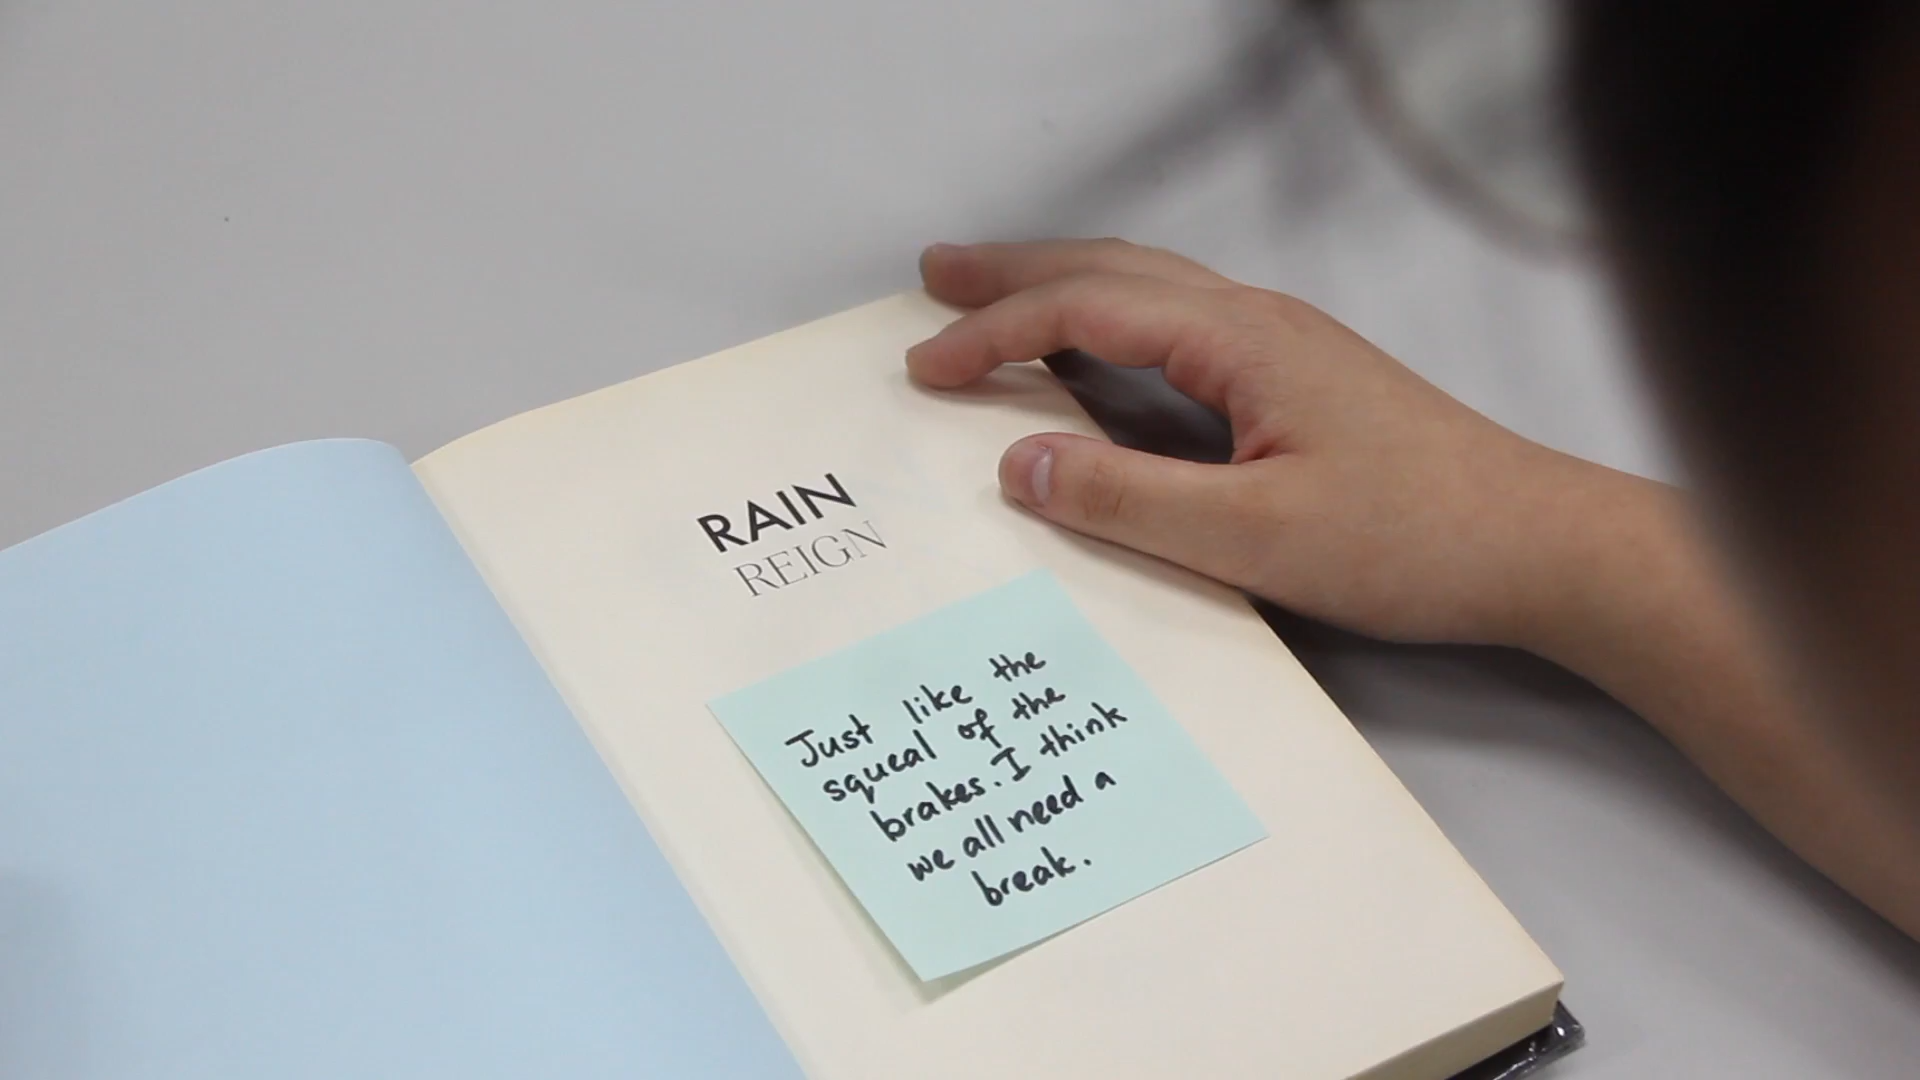 RAIN
REIGN
Just like the
squeal of the
brakes. I think
we all need a
break.